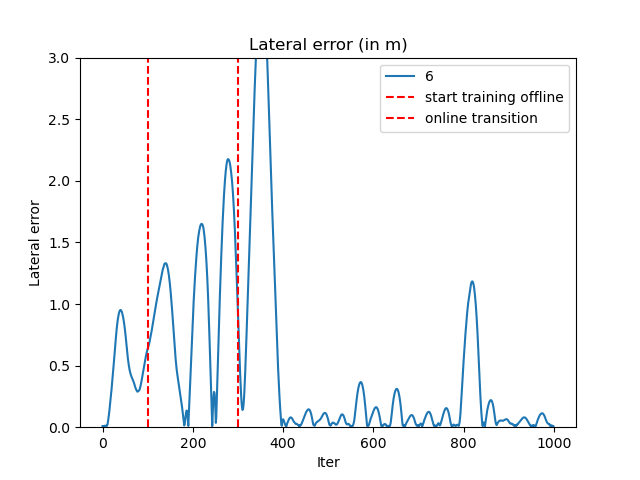 Lateral error (in m)
3.0
2.5
2.0
1.5
1.0
0.5
0.0
Lateral error
6
start training offline
online transition
0 200 400 600 800 1000
Iter